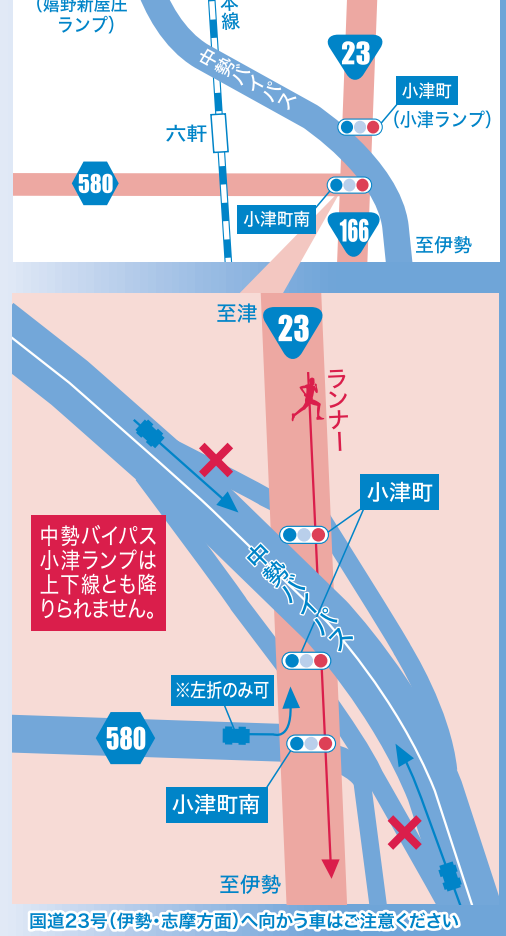 (嬉野新屋庄
ランプ)
本線
中勢バイパス
23
小津町
(小津ランプ)
六軒
580
小津町南
166
至伊勢
至津
23
ランナー
小津町
中勢バイパス
小津ランプは
上下線とも降
りられません。
中勢バイパス
※左折のみ可
580
小津町南
至伊勢
国道23号(伊勢・志摩方面)へ向かう車はご注意ください